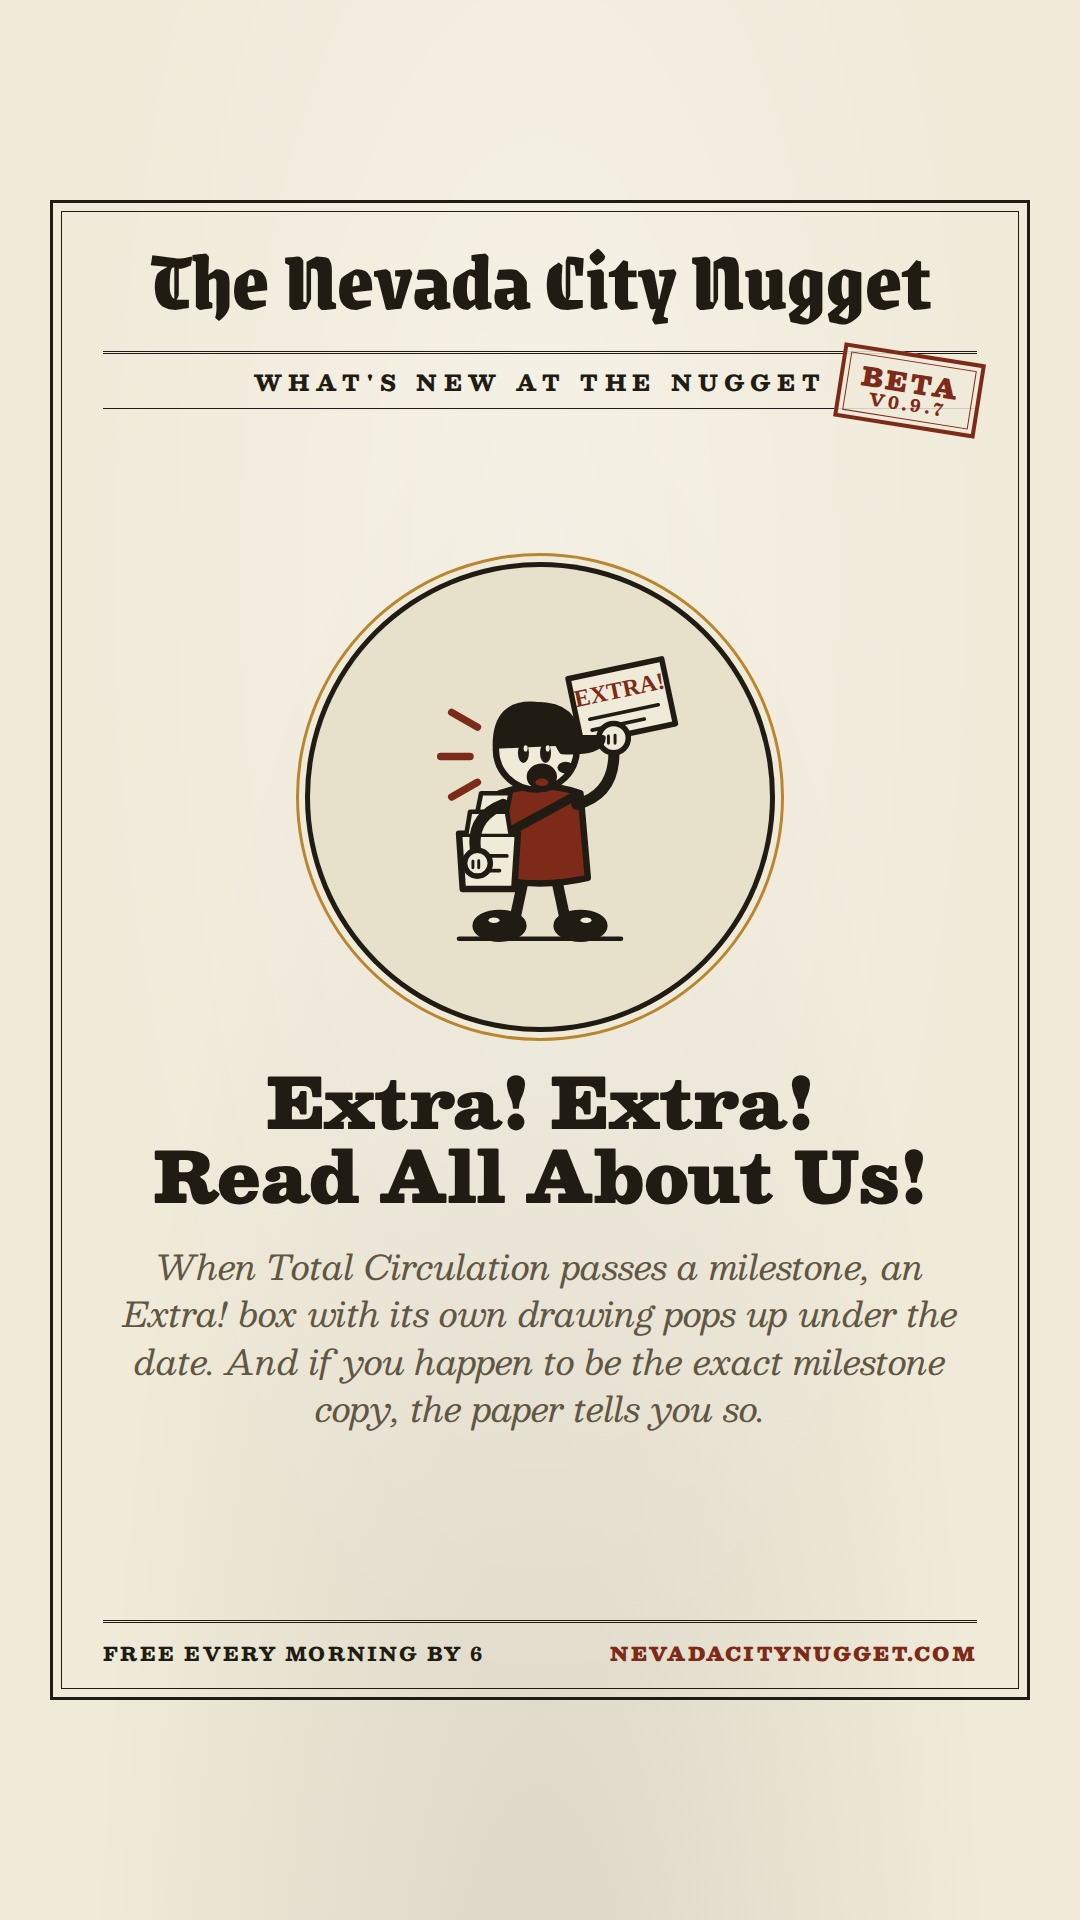 The Nevada City Nugget
WHAT'S NEW AT THE NUGGET
BETA
V0.9.7
EXTRA!
Extra! Extra!
Read All About Us!
When Total Circulation passes a milestone, an
Extra! box with its own drawing pops up under the
date. And if you happen to be the exact milestone
copy, the paper tells you so.
FREE EVERY MORNING BY 6
NEVADACITYNUGGET.COM